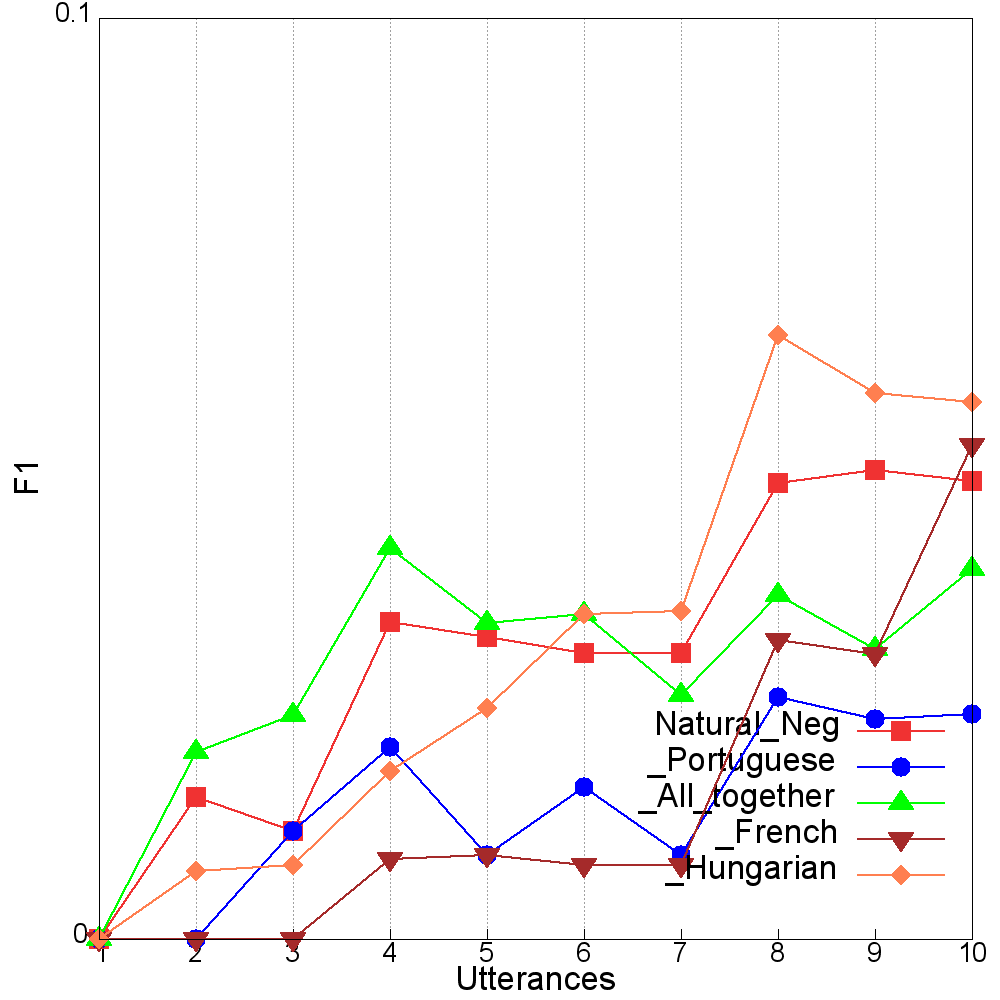 0.1
F1
Natural_Neg
_Portuguese
_All_together
_French
_Hungarian
0
1 2 3 4 5 6 7 8 9 10
Utterances